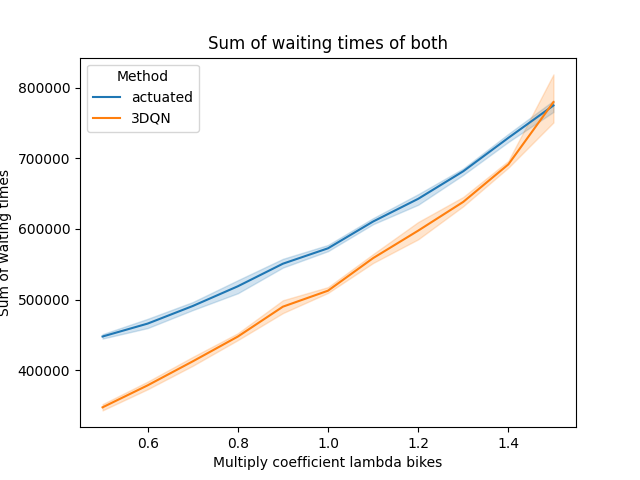 Sum of waiting times of both
Method
actuated
3DQN
800000
700000
600000
500000
400000
Sum of waiting times
0.6 0.8 1.0 1.2 1.4
Multiply coefficient lambda bikes